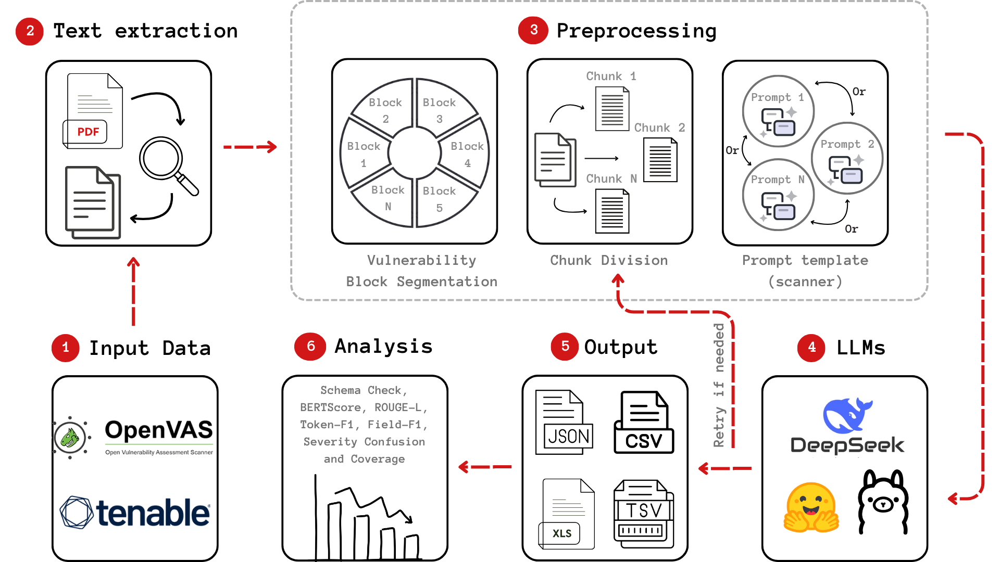 2 Text extraction
PDF
3 Preprocessing
Block 2
Block 3
Block 1
Block 4
Block N
Block 5
Vulnerability
Block Segmentation
Chunk 1
Chunk 2
Chunk N
Chunk Division
Prompt 1
Or
Prompt 2
Or
Prompt N
Or
Prompt template
(scanner)
1 Input Data
OpenVAS
Open Vulnerability Assessment Scanner
tenable®
6 Analysis
Schema Check,
BERTScore, ROUGE-L,
Token-F1, Field-F1,
Severity Confusion
and Coverage
5 Output
JSON
CSV
XLS
TSV
Retry if needed
4 LLMs
DeepSeek